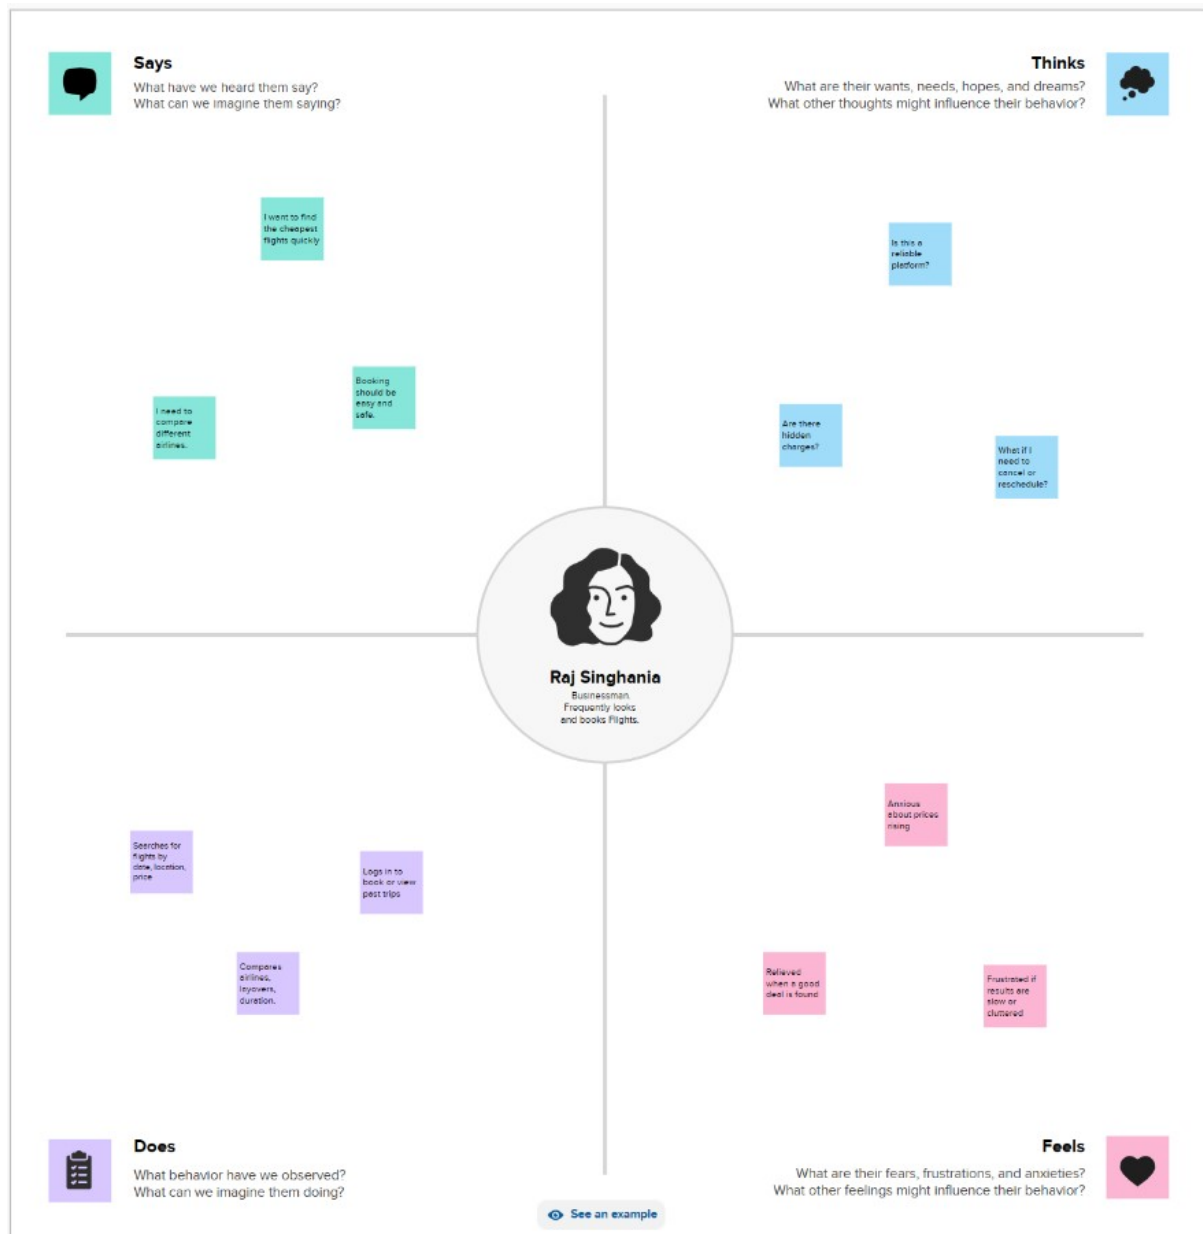 Says
What have we heard them say?
What can we imagine them saying?
Thinks
What are their wants, needs, hopes, and dreams?
What other thoughts might influence their behavior?
I want to find
the cheapest
flights quickly
I need to
compare
different
airlines.
Booking
should be
easy and
safe.
Is this a
reliable
platform?
Are there
hidden
charges?
What if I
need to
cancel or
reschedule?
Raj Singhania
Businessman.
Frequently looks
and books Flights.
Searches for
flights by
date, location,
price
Logs in to
book or view
past trips
Compares
airlines,
layovers,
duration.
Anxious
about prices
rising
Relieved
when a good
deal is found
Frustrated if
results are
slow or
cluttered
Does
What behavior have we observed?
What can we imagine them doing?
Feels
What are their fears, frustrations, and anxieties?
What other feelings might influence their behavior?
See an example